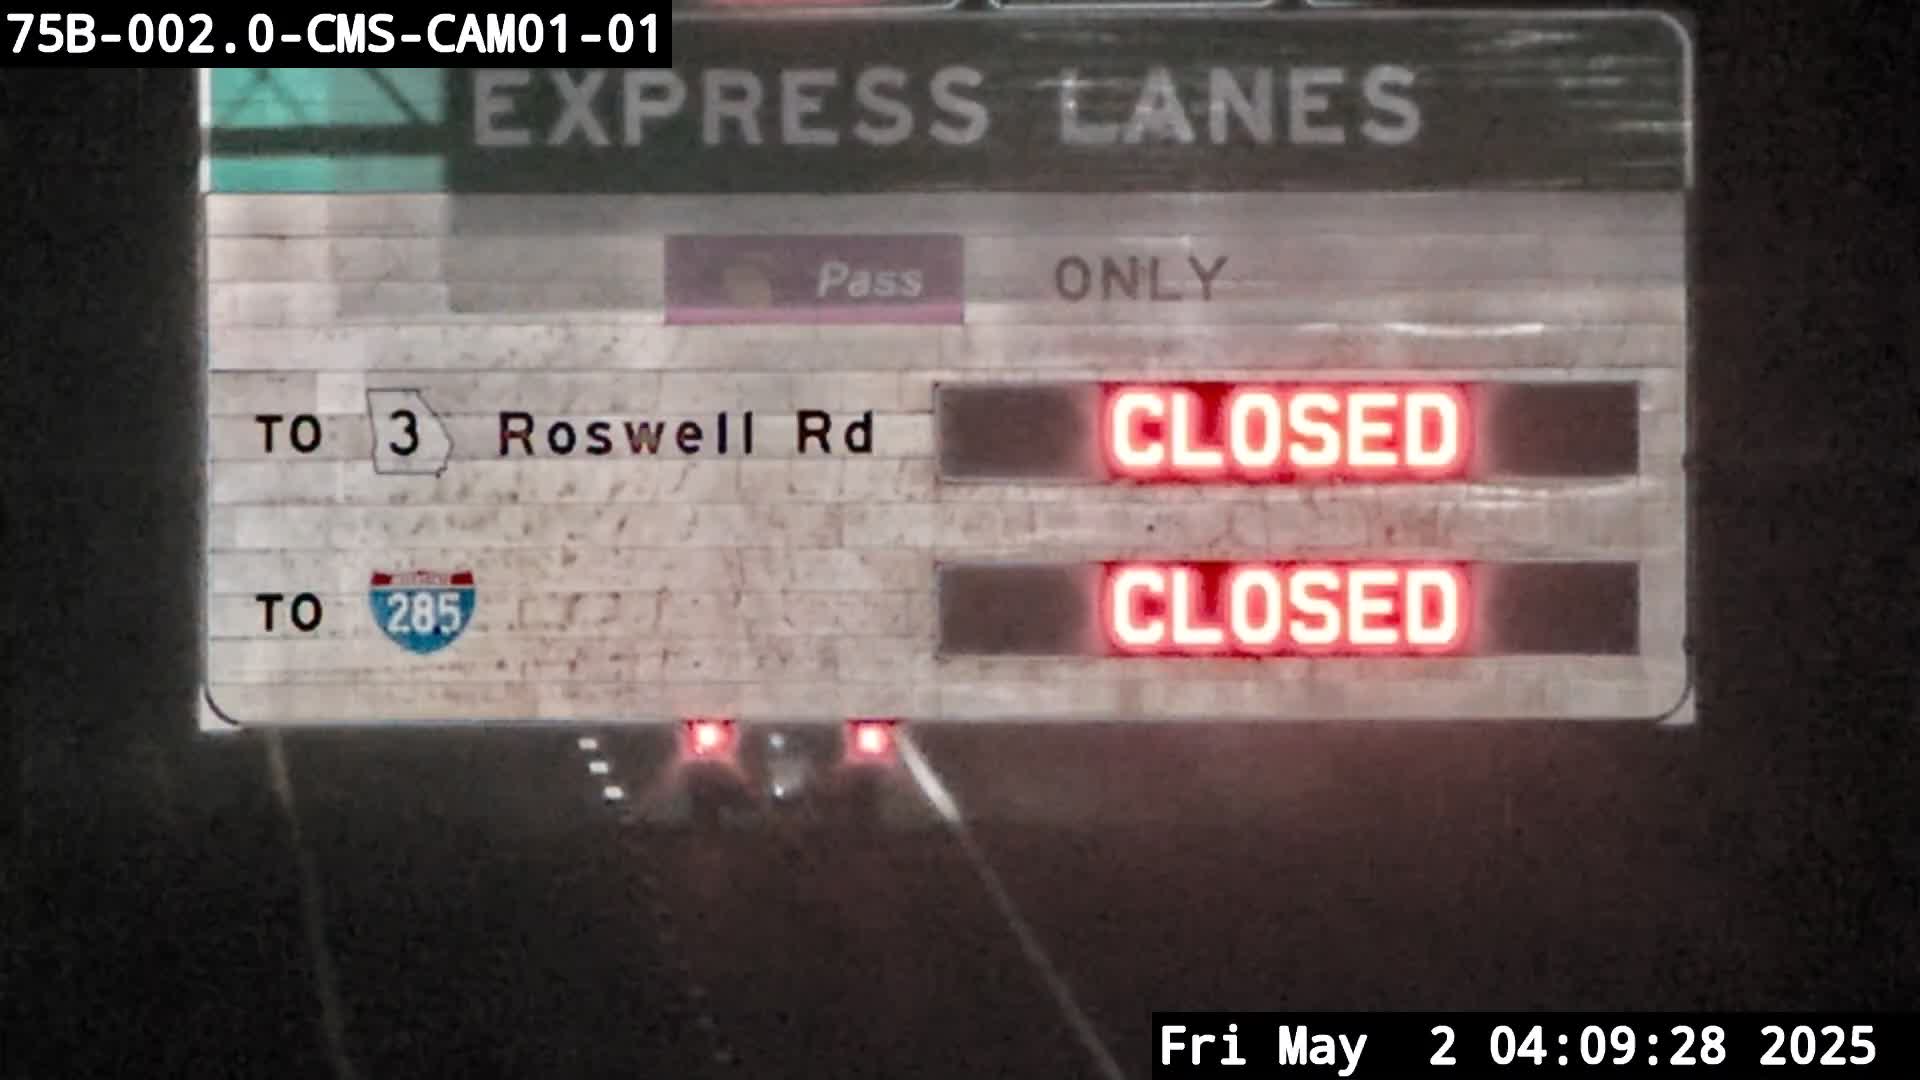 75B-002.0-CMS-CAM01-01
EXPRESS LANES
Pass ONLY
TO 3 Roswell Rd CLOSED
TO 285 CLOSED
Fri May 2 04:09:28 2025